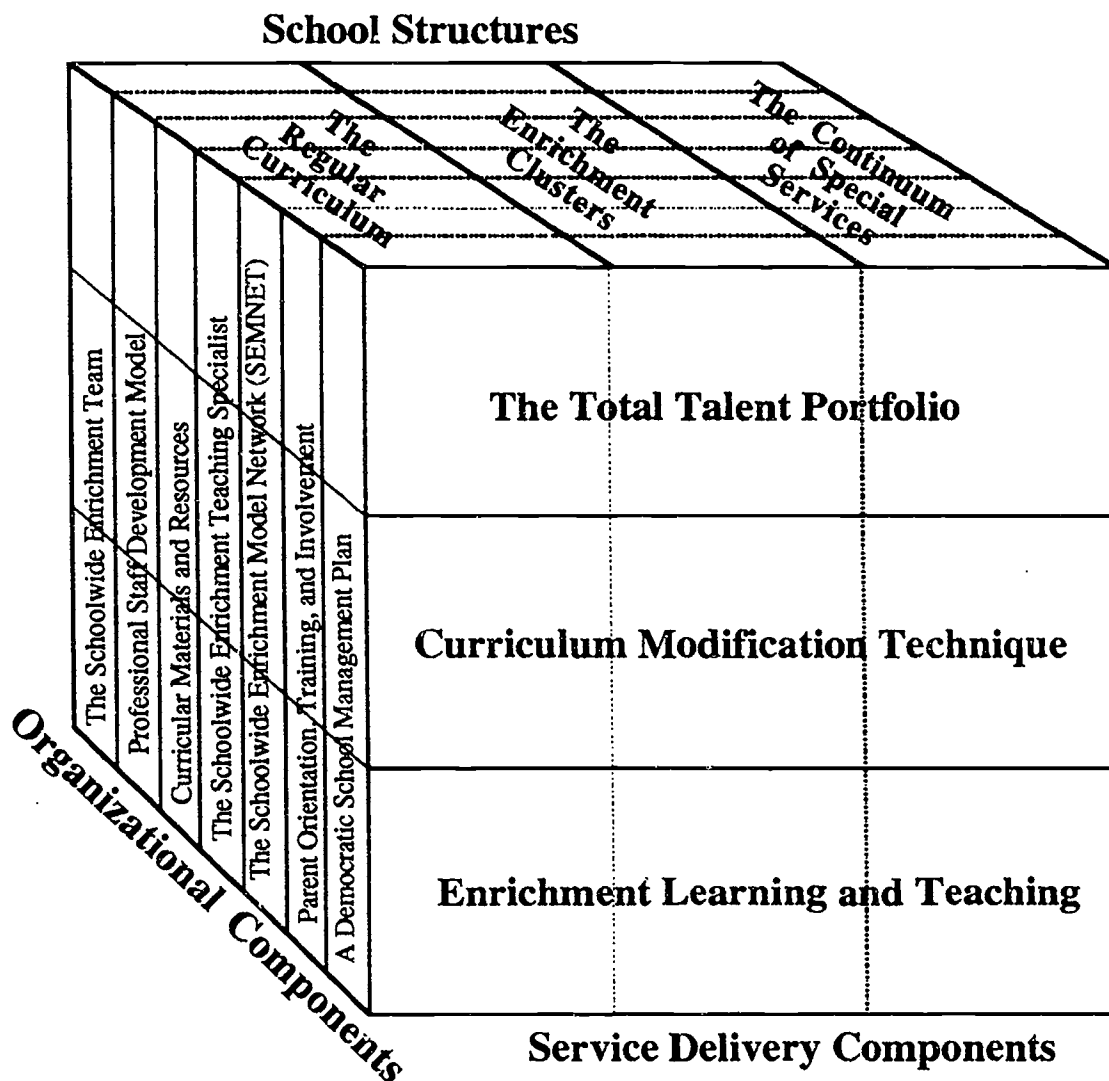 School Structures
The
Regular
Curriculum
The
Enrichment
Clusters
The Continuum
of Special
Services
The Schoolwide Enrichment Team
Professional Staff Development Model
Curricular Materials and Resources
The Schoolwide Enrichment Teaching Specialist
The Schoolwide Enrichment Model Network (SEMNET)
Parent Orientation, Training, and Involvement
A Democratic School Management Plan
The Total Talent Portfolio
Curriculum Modification Technique
Enrichment Learning and Teaching
Organizational Components
Service Delivery Components